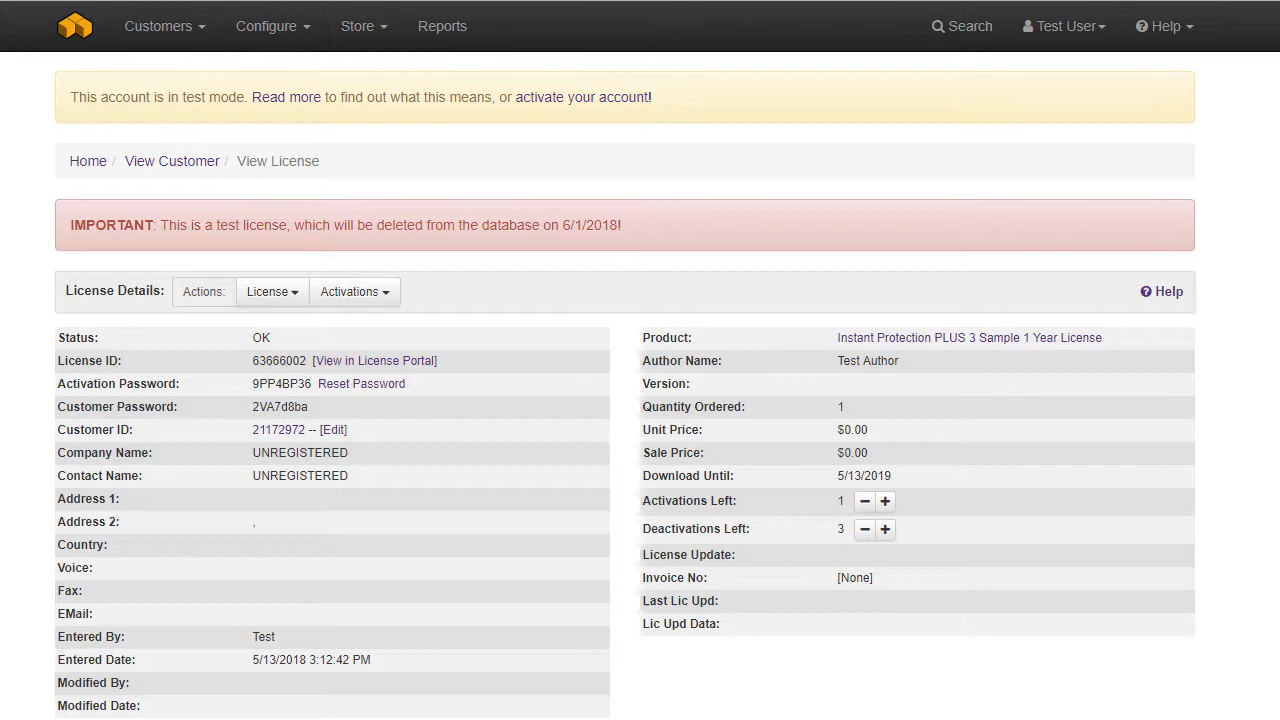 Customers Configure Store Reports Search Test User Help
This account is in test mode. Read more to find out what this means, or activate your account!
Home / View Customer / View License
IMPORTANT: This is a test license, which will be deleted from the database on 6/1/2018!
License Details: Actions: License Activations Help
Status: OK
License ID: 63666002 [View in License Portal]
Activation Password: 9PP4BP36 Reset Password
Customer Password: 2VA7d8ba
Customer ID: 21172972 -- [Edit]
Company Name: UNREGISTERED
Contact Name: UNREGISTERED
Address 1:
Address 2: ,
Country:
Voice:
Fax:
EMail:
Entered By: Test
Entered Date: 5/13/2018 3:12:42 PM
Modified By:
Modified Date:
Product: Instant Protection PLUS 3 Sample 1 Year License
Author Name: Test Author
Version:
Quantity Ordered: 1
Unit Price: $0.00
Sale Price: $0.00
Download Until: 5/13/2019
Activations Left: 1
Deactivations Left: 3
License Update:
Invoice No: [None]
Last Lic Upd:
Lic Upd Data: